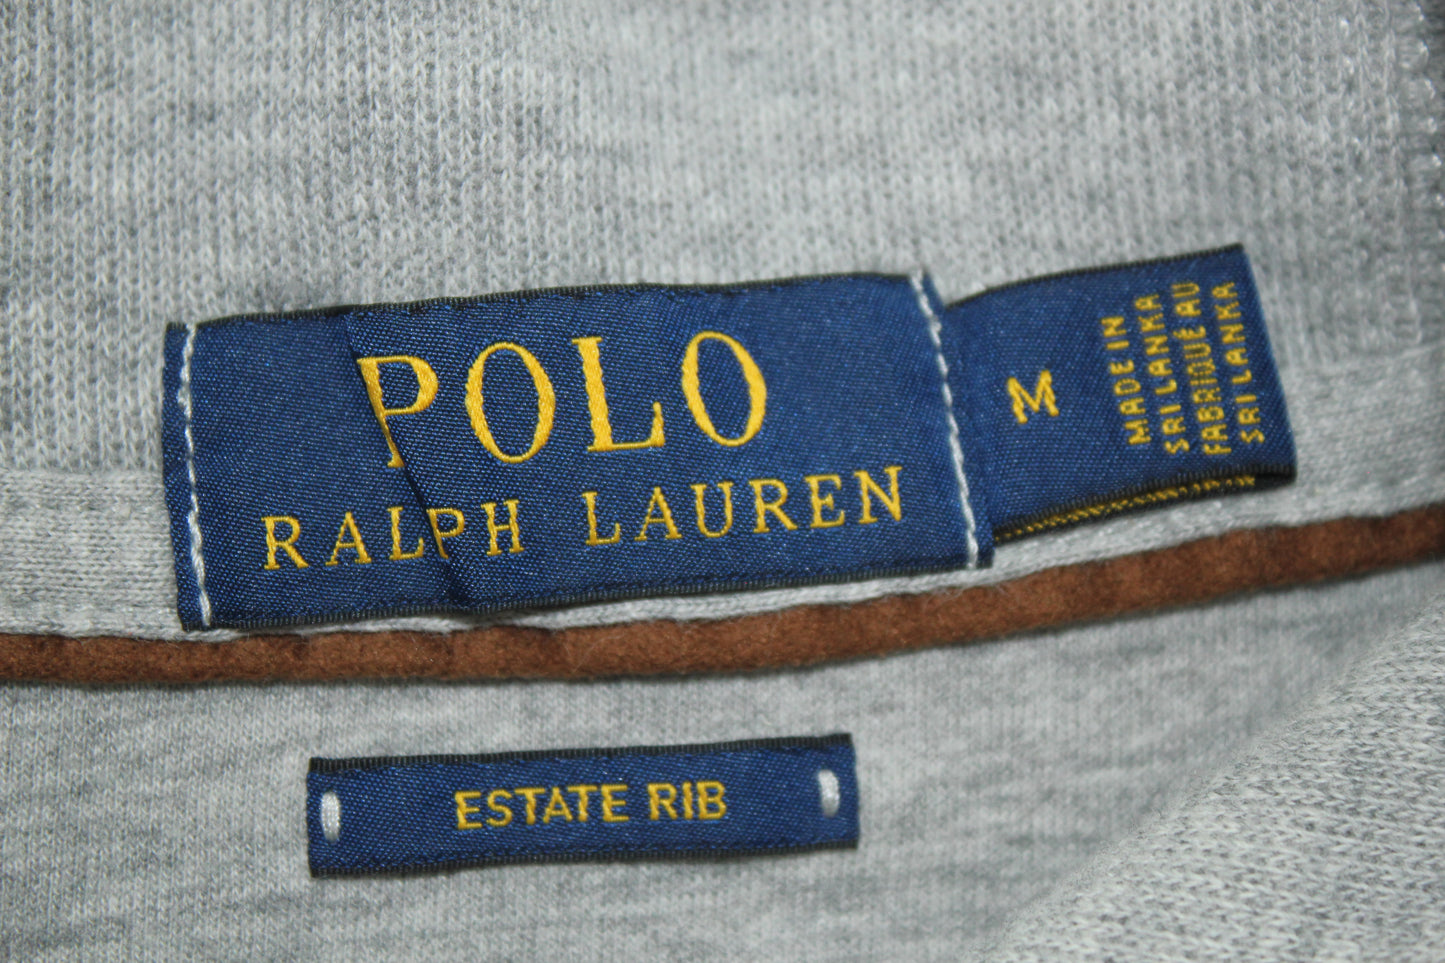 POLO
RALPH LAUREN
M
MADE IN
SRI LANKA
FABRIQUÉ AU
SRI LANKA
ESTATE RIB